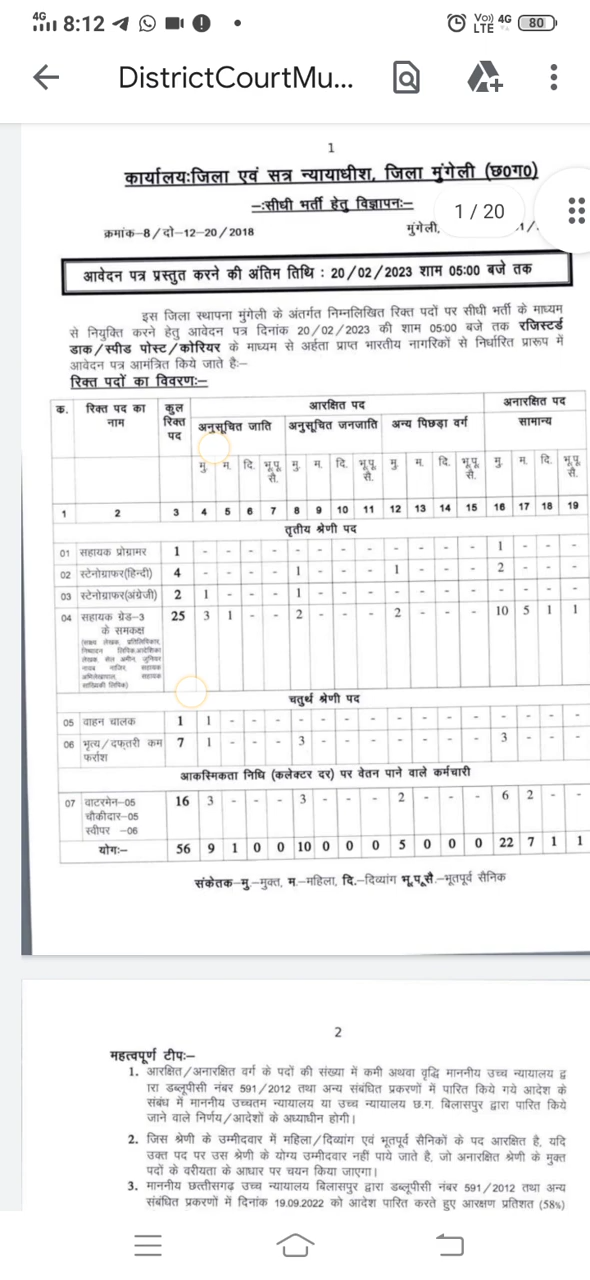 4G 8:12
Vo)) LTE 4G 80
DistrictCourtMu...
1
कार्यालयःजिला एवं सत्र न्यायाधीश, जिला मुंगेली (छ0ग0)
—:सीधी भर्ती हेतु विज्ञापनः—
1 / 20
क्रमांक-8/दो-12-20/2018 मुंगेली,
आवेदन पत्र प्रस्तुत करने की अंतिम तिथि : 20/02/2023 शाम 05:00 बजे तक
इस जिला स्थापना मुंगेली के अंतर्गत निम्नलिखित रिक्त पदों पर सीधी भर्ती के माध्यम
से नियुक्ति करने हेतु आवेदन पत्र दिनांक 20/02/2023 की शाम 05:00 बजे तक रजिस्टर्ड
डाक/स्पीड पोस्ट/कोरियर के माध्यम से अर्हता प्राप्त भारतीय नागरिकों से निर्धारित प्रारूप में
आवेदन पत्र आमंत्रित किये जाते है:—
रिक्त पदों का विवरण:—
क. रिक्त पद का नाम कुल रिक्त पद आरक्षित पद अनारक्षित पद
अनुसूचित जाति अनुसूचित जनजाति अन्य पिछड़ा वर्ग सामान्य
मु. म. दि. भू.पू. सै. मु. म. दि. भू.पू. सै. मु. म. दि. भू.पू. सै. मु. म. दि. भू.पू. सै.
1 2 3 4 5 6 7 8 9 10 11 12 13 14 15 16 17 18 19
तृतीय श्रेणी पद
01 सहायक प्रोग्रामर 1 - - - - - - - - - - - - 1 - - -
02 स्टेनोग्राफर(हिन्दी) 4 - - - - 1 - - - 1 - - - 2 - - -
03 स्टेनोग्राफर(अंग्रेजी) 2 1 - - - 1 - - - - - - - - - - -
04 सहायक ग्रेड-3 25 3 1 - - 2 - - - 2 - - - 10 5 1 1
के समकक्ष
चतुर्थ श्रेणी पद
05 वाहन चालक 1 1 - - - - - - - - - - - - - - -
06 भृत्य/दफ्तरी कम 7 1 - - - 3 - - - - - - - 3 - - -
फर्राश
आकस्मिकता निधि (कलेक्टर दर) पर वेतन पाने वाले कर्मचारी
07 वाटरमेन-05 16 3 - - - 3 - - - 2 - - - 6 2 - -
चौकीदार-05
स्वीपर -06
योगः— 56 9 1 0 0 10 0 0 0 5 0 0 0 22 7 1 1
संकेतक-मु.-मुक्त, म.-महिला, दि.-दिव्यांग भू.पू.सै.-भूतपूर्व सैनिक
2
महत्वपूर्ण टीपः—
1. आरक्षित/अनारक्षित वर्ग के पदों की संख्या में कमी अथवा वृद्धि माननीय उच्च न्यायालय द्व
ारा डब्लूपीसी नंबर 591/2012 तथा अन्य संबंधित प्रकरणों में पारित किये गये आदेश के
संबंध में माननीय उच्चतम न्यायालय या उच्च न्यायालय छ.ग. बिलासपुर द्वारा पारित किये
जाने वाले निर्णय/आदेशों के अध्याधीन होगी।
2. जिस श्रेणी के उम्मीदवार में महिला/दिव्यांग एवं भूतपूर्व सैनिकों के पद आरक्षित है, यदि
उक्त पद पर उस श्रेणी के योग्य उम्मीदवार नहीं पाये जाते है, जो अनारक्षित श्रेणी के मुक्त
पदों के वरीयता के आधार पर चयन किया जाएगा।
3. माननीय छत्तीसगढ़ उच्च न्यायालय बिलासपुर द्वारा डब्लूपीसी नंबर 591/2012 तथा अन्य
संबंधित प्रकरणों में दिनांक 19.09.2022 को आदेश पारित करते हुए आरक्षण प्रतिशत (58%)